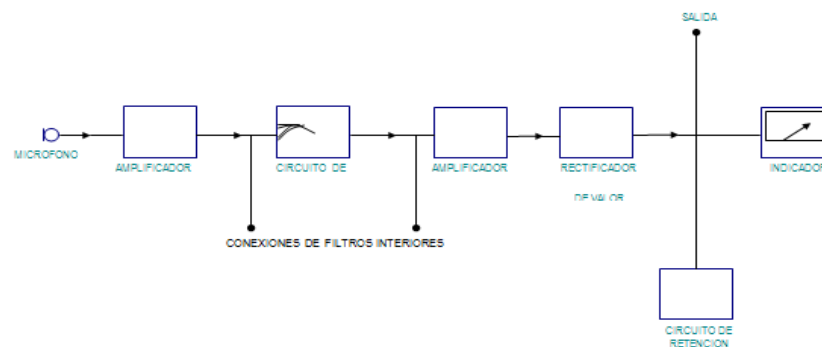 SALIDA
MICROFONO
AMPLIFICADOR
CIRCUITO DE
AMPLIFICADOR
RECTIFICADOR
DE VALOR
INDICADOR
CONEXIONES DE FILTROS INTERIORES
CIRCUITO DE
RETENCION